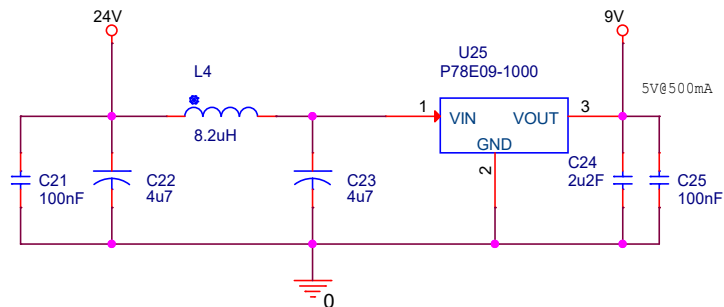 24V
9V
L4
8.2uH
U25
P78E09-1000
5V@500mA
1
VIN
VOUT
3
GND
2
C21
100nF
C22
4u7
C23
4u7
C24
2u2F
C25
100nF
0